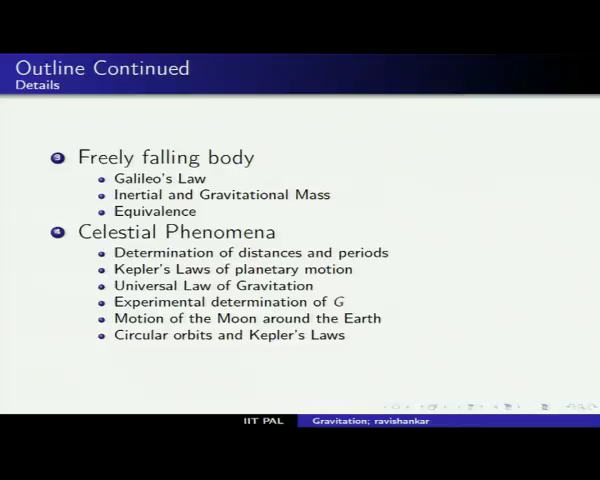 Outline Continued
Details
3 Freely falling body
Galileo's Law
Inertial and Gravitational Mass
Equivalence
4 Celestial Phenomena
Determination of distances and periods
Kepler's Laws of planetary motion
Universal Law of Gravitation
Experimental determination of G
Motion of the Moon around the Earth
Circular orbits and Kepler's Laws
IIT PAL Gravitation; ravishankar